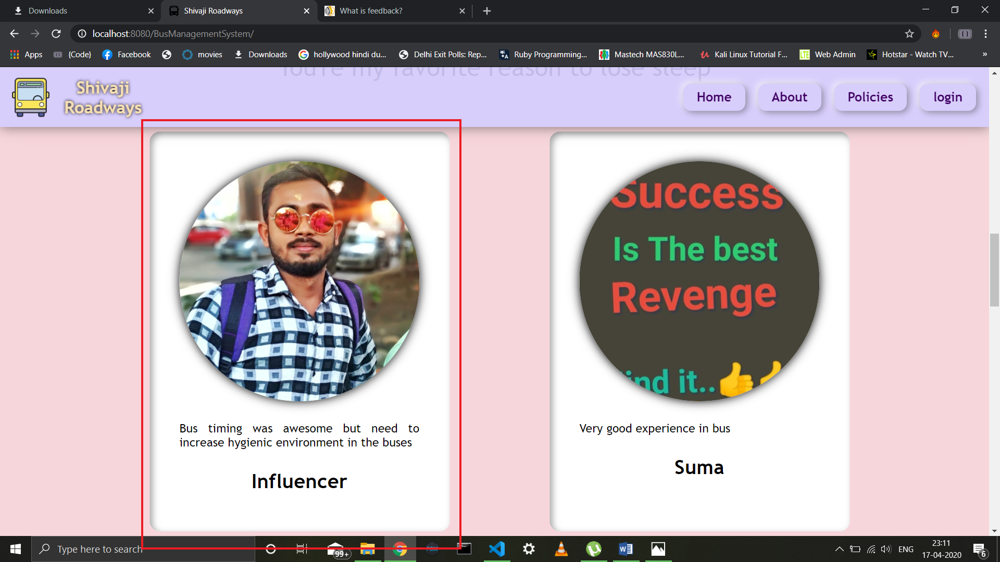 Downloads
Shivaji Roadways
What is feedback?
localhost:8080/BusManagementSystem/
Apps
{Code}
Facebook
movies
Downloads
hollywood hindi du...
Delhi Exit Polls: Rep...
Ruby Programming...
Mastech MAS830L...
Kali Linux Tutorial F...
LTE
Web Admin
Hotstar - Watch TV...
»
You're my favorite reason to lose sleep
Shivaji
Roadways
Home
About
Policies
login
Success
Is The best
Revenge
ind it..
Bus timing was awesome but need to
increase hygienic environment in the buses
Influencer
Very good experience in bus
Suma
Type here to search
99+
ENG
23:11
17-04-2020
6